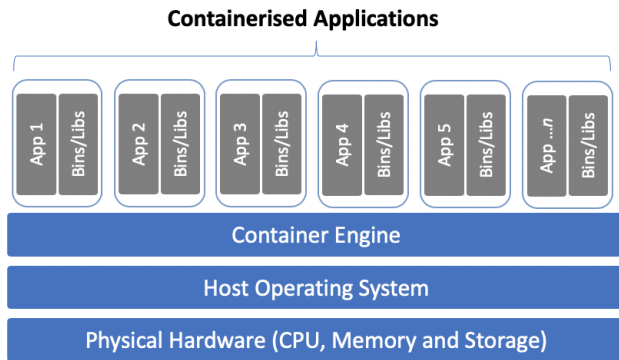 Containerised Applications
App 1
Bins/Libs
App 2
Bins/Libs
App 3
Bins/Libs
App 4
Bins/Libs
App 5
Bins/Libs
App ...n
Bins/Libs
Container Engine
Host Operating System
Physical Hardware (CPU, Memory and Storage)